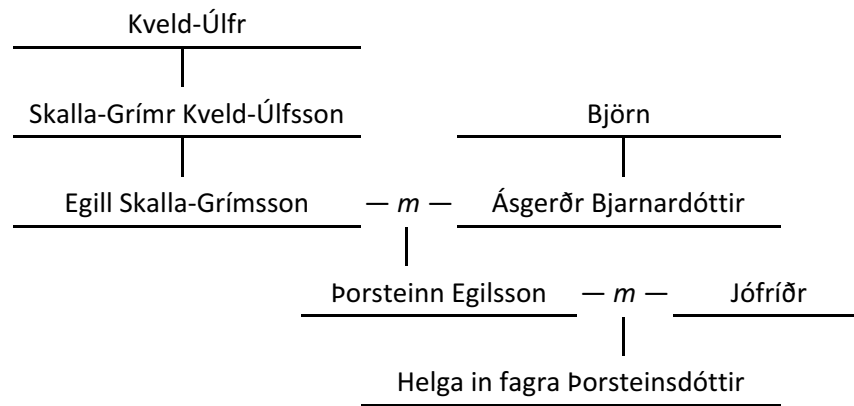 Kveld-Úlfr
Skalla-Grímr Kveld-Úlfsson Björn
Egill Skalla-Grímsson — m — Ásgerðr Bjarnardóttir
Þorsteinn Egilsson — m — Jófríðr
Helga in fagra Þorsteinsdóttir